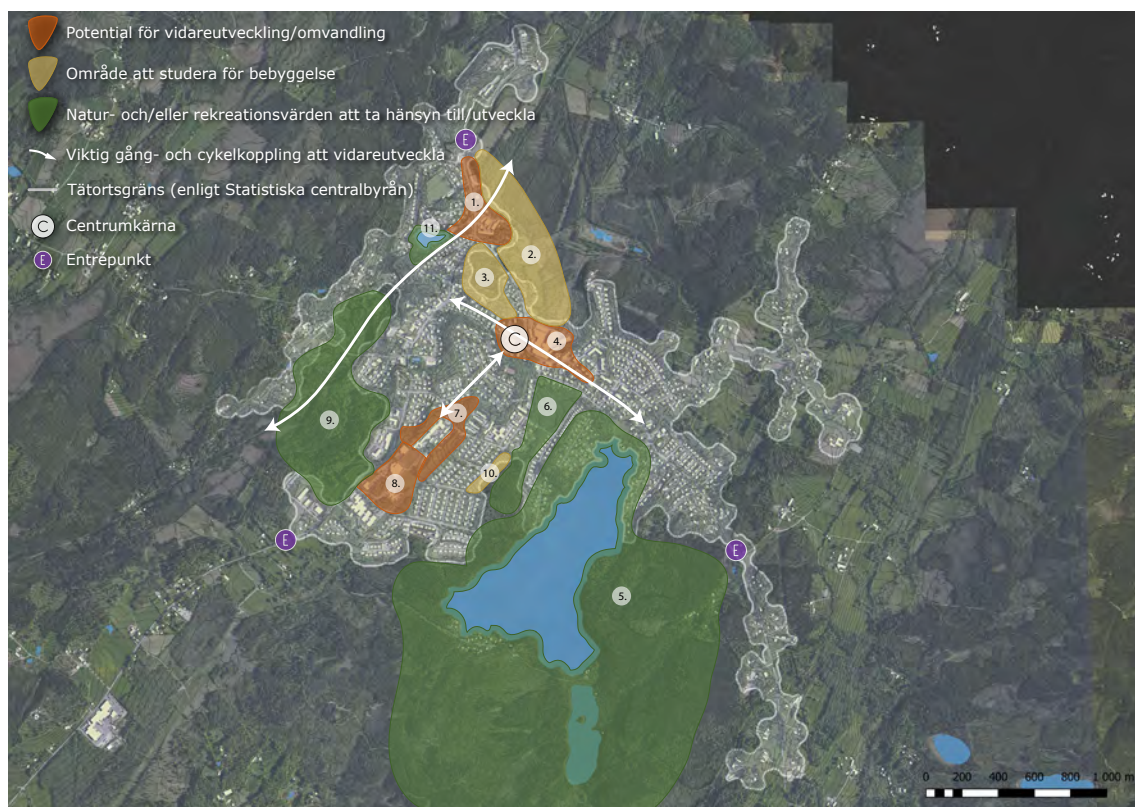 Potential för vidareutveckling/omvandling
Område att studera för bebyggelse
Natur- och/eller rekreationsvärden att ta hänsyn till/utveckla
Viktig gång- och cykelkoppling att vidareutveckla
Tätortsgräns (enligt Statistiska centralbyrån)
C Centrumkärna
E Entrépunkt
E
1.
11.
2.
3.
C
4.
6.
7.
9.
10.
8.
E
E
5.
0 200 400 600 800 1 000 m